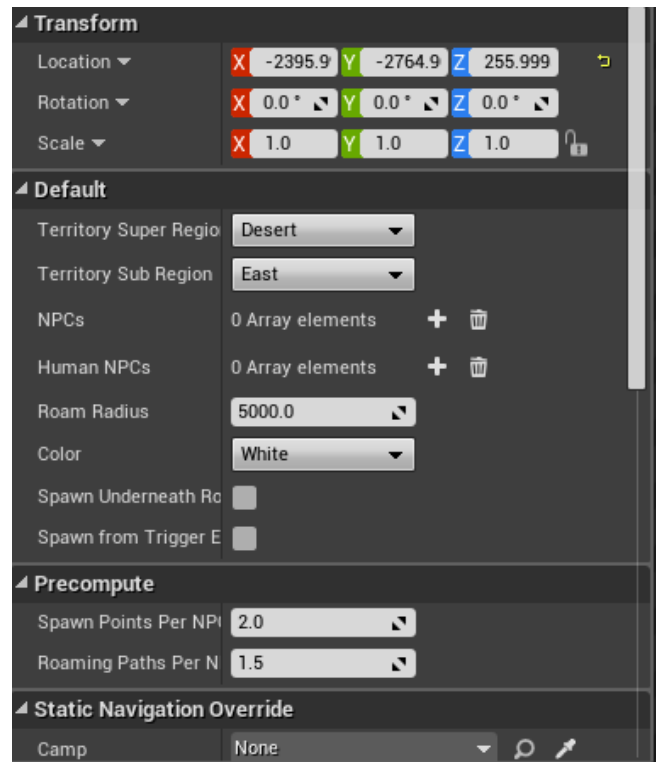 Transform
Location X -2395.9 Y -2764.9 Z 255.999
Rotation X 0.0 ° Y 0.0 ° Z 0.0 °
Scale X 1.0 Y 1.0 Z 1.0
Default
Territory Super Regio Desert
Territory Sub Region East
NPCs 0 Array elements
Human NPCs 0 Array elements
Roam Radius 5000.0
Color White
Spawn Underneath Ro
Spawn from Trigger E
Precompute
Spawn Points Per NP 2.0
Roaming Paths Per N 1.5
Static Navigation Override
Camp None